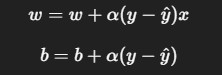 w = w + α(y − ŷ)x
b = b + α(y − ŷ)